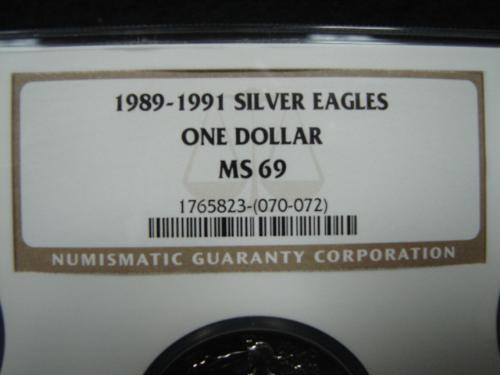 1989-1991 SILVER EAGLES
ONE DOLLAR
MS 69
1765823-(070-072)
NUMISMATIC GUARANTY CORPORATION